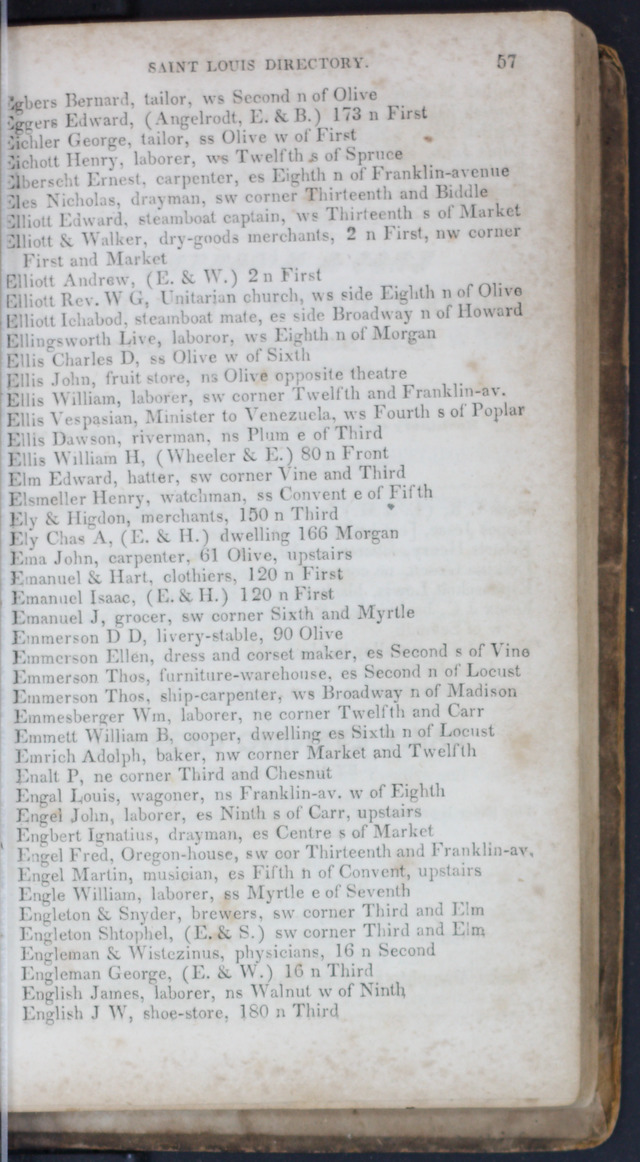 SAINT LOUIS DIRECTORY. 57
Egbers Bernard, tailor, ws Second n of Olive
Eggers Edward, (Angelrodt, E. & B.) 173 n First
Eichler George, tailor, ss Olive w of First
Eichott Henry, laborer, ws Twelfth s of Spruce
Elberscht Ernest, carpenter, es Eighth n of Franklin-avenue
Eles Nicholas, drayman, sw corner Thirteenth and Biddle
Elliott Edward, steamboat captain, ws Thirteenth s of Market
Elliott & Walker, dry-goods merchants, 2 n First, nw corner
First and Market
Elliott Andrew, (E. & W.) 2 n First
Elliott Rev. W G, Unitarian church, ws side Eighth n of Olive
Elliott Ichabod, steamboat mate, es side Broadway n of Howard
Ellingsworth Live, laboror, ws Eighth n of Morgan
Ellis Charles D, ss Olive w of Sixth
Ellis John, fruit store, ns Olive opposite theatre
Ellis William, laborer, sw corner Twelfth and Franklin-av.
Ellis Vespasian, Minister to Venezuela, ws Fourth s of Poplar
Ellis Dawson, riverman, ns Plum e of Third
Ellis William H, (Wheeler & E.) 80 n Front
Elm Edward, hatter, sw corner Vine and Third
Elsmeller Henry, watchman, ss Convent e of Fifth
Ely & Higdon, merchants, 150 n Third
Ely Chas A, (E. & H.) dwelling 166 Morgan
Ema John, carpenter, 61 Olive, upstairs
Emanuel & Hart, clothiers, 120 n First
Emanuel Isaac, (E. & H.) 120 n First
Emanuel J, grocer, sw corner Sixth and Myrtle
Emmerson D D, livery-stable, 90 Olive
Emmerson Ellen, dress and corset maker, es Second s of Vine
Emmerson Thos, furniture-warehouse, es Second n of Locust
Emmerson Thos, ship-carpenter, ws Broadway n of Madison
Emmesberger Wm, laborer, ne corner Twelfth and Carr
Emmett William B, cooper, dwelling es Sixth n of Locust
Emrich Adolph, baker, nw corner Market and Twelfth
Enalt P, ne corner Third and Chesnut
Engal Louis, wagoner, ns Franklin-av. w of Eighth
Engel John, laborer, es Ninth s of Carr, upstairs
Engbert Ignatius, drayman, es Centre s of Market
Engel Fred, Oregon-house, sw cor Thirteenth and Franklin-av.
Engel Martin, musician, es Fifth n of Convent, upstairs
Engle William, laborer, ss Myrtle e of Seventh
Engleton & Snyder, brewers, sw corner Third and Elm
Engleton Shtophel, (E. & S.) sw corner Third and Elm
Engleman & Wistezinus, physicians, 16 n Second
Engleman George, (E. & W.) 16 n Third
English James, laborer, ns Walnut w of Ninth
English J W, shoe-store, 180 n Third